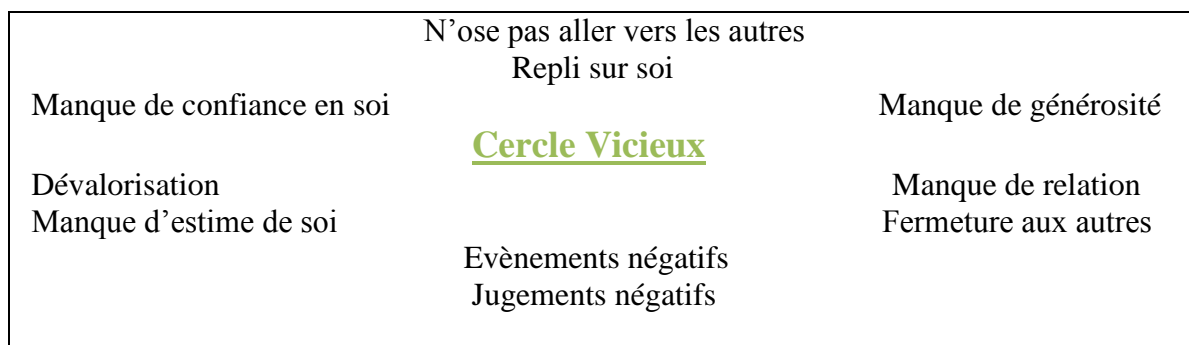 N’ose pas aller vers les autres
Repli sur soi
Manque de confiance en soi Manque de générosité
Cercle Vicieux
Dévalorisation Manque de relation
Manque d’estime de soi Fermeture aux autres
Evènements négatifs
Jugements négatifs